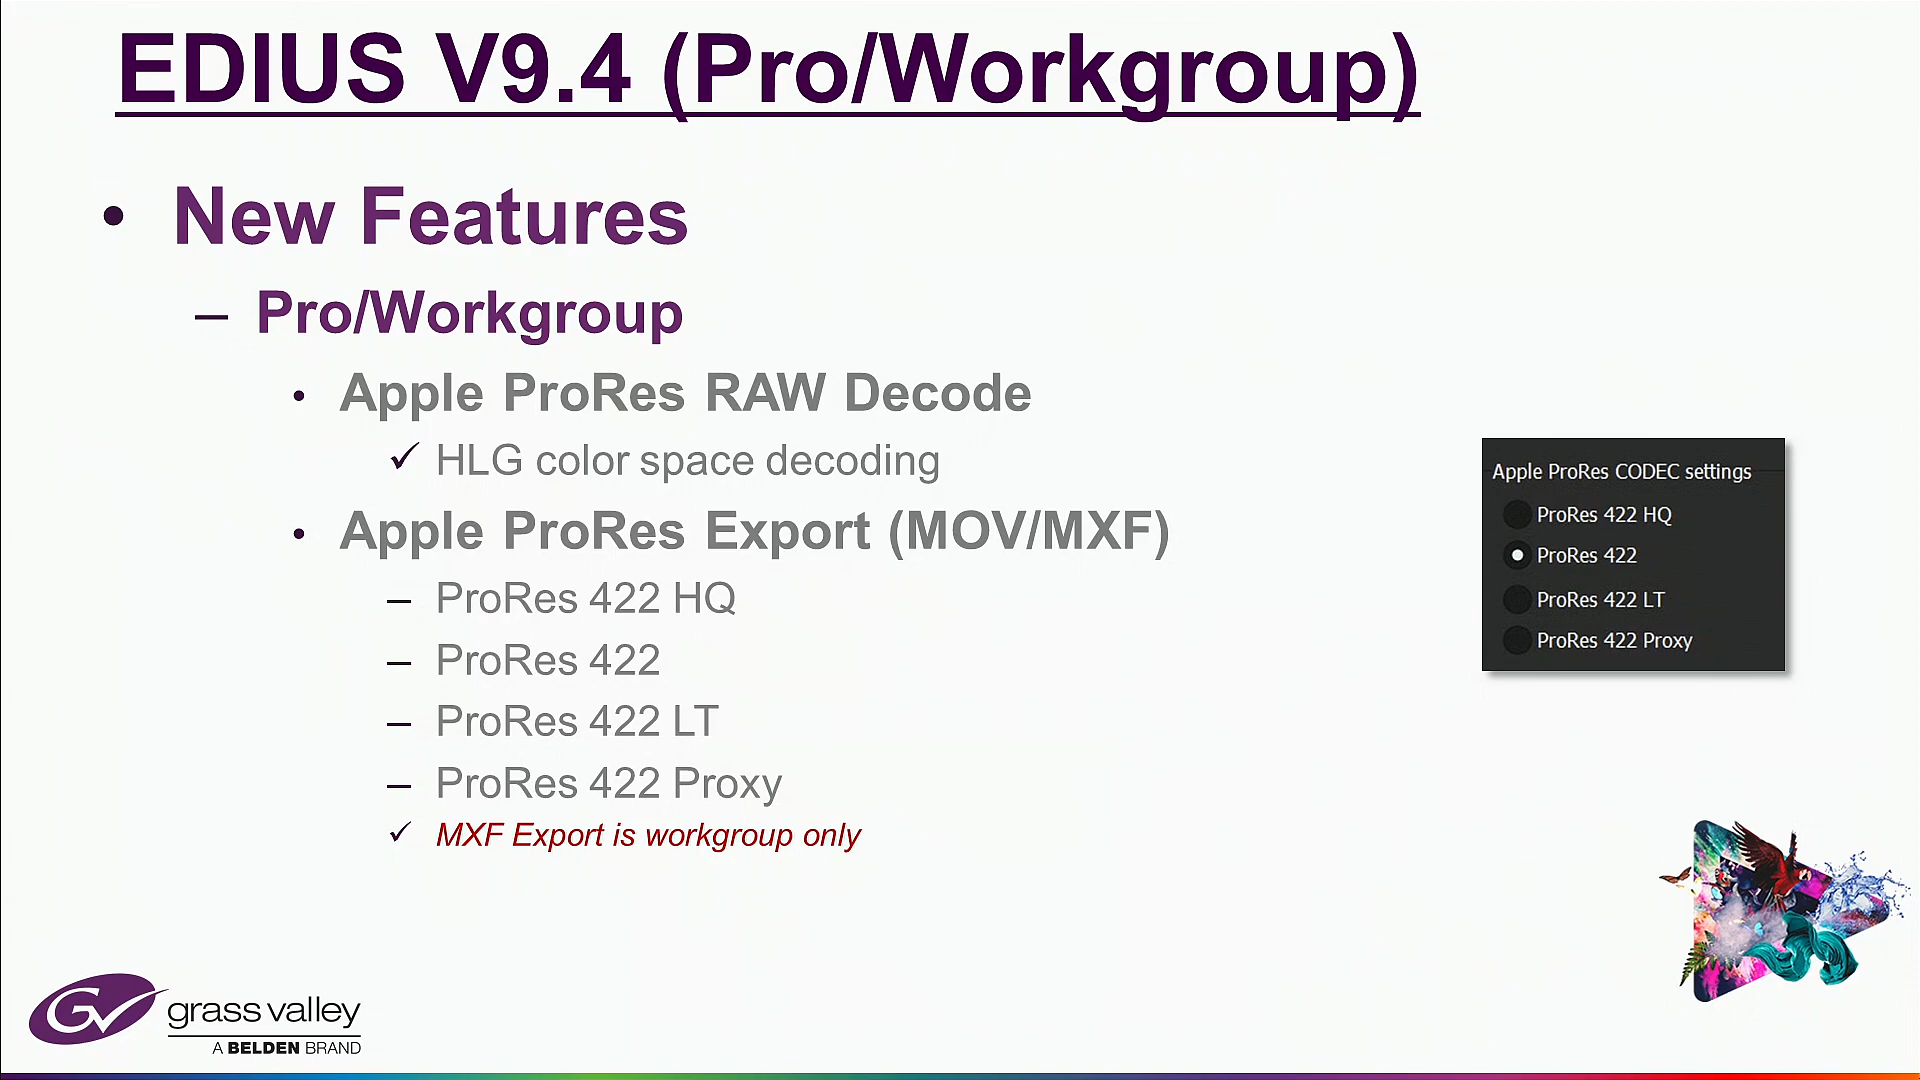 EDIUS V9.4 (Pro/Workgroup)
• New Features
– Pro/Workgroup
• Apple ProRes RAW Decode
✓ HLG color space decoding
• Apple ProRes Export (MOV/MXF)
– ProRes 422 HQ
– ProRes 422
– ProRes 422 LT
– ProRes 422 Proxy
✓ MXF Export is workgroup only
Apple ProRes CODEC settings
ProRes 422 HQ
ProRes 422
ProRes 422 LT
ProRes 422 Proxy
GV grass valley
A BELDEN BRAND